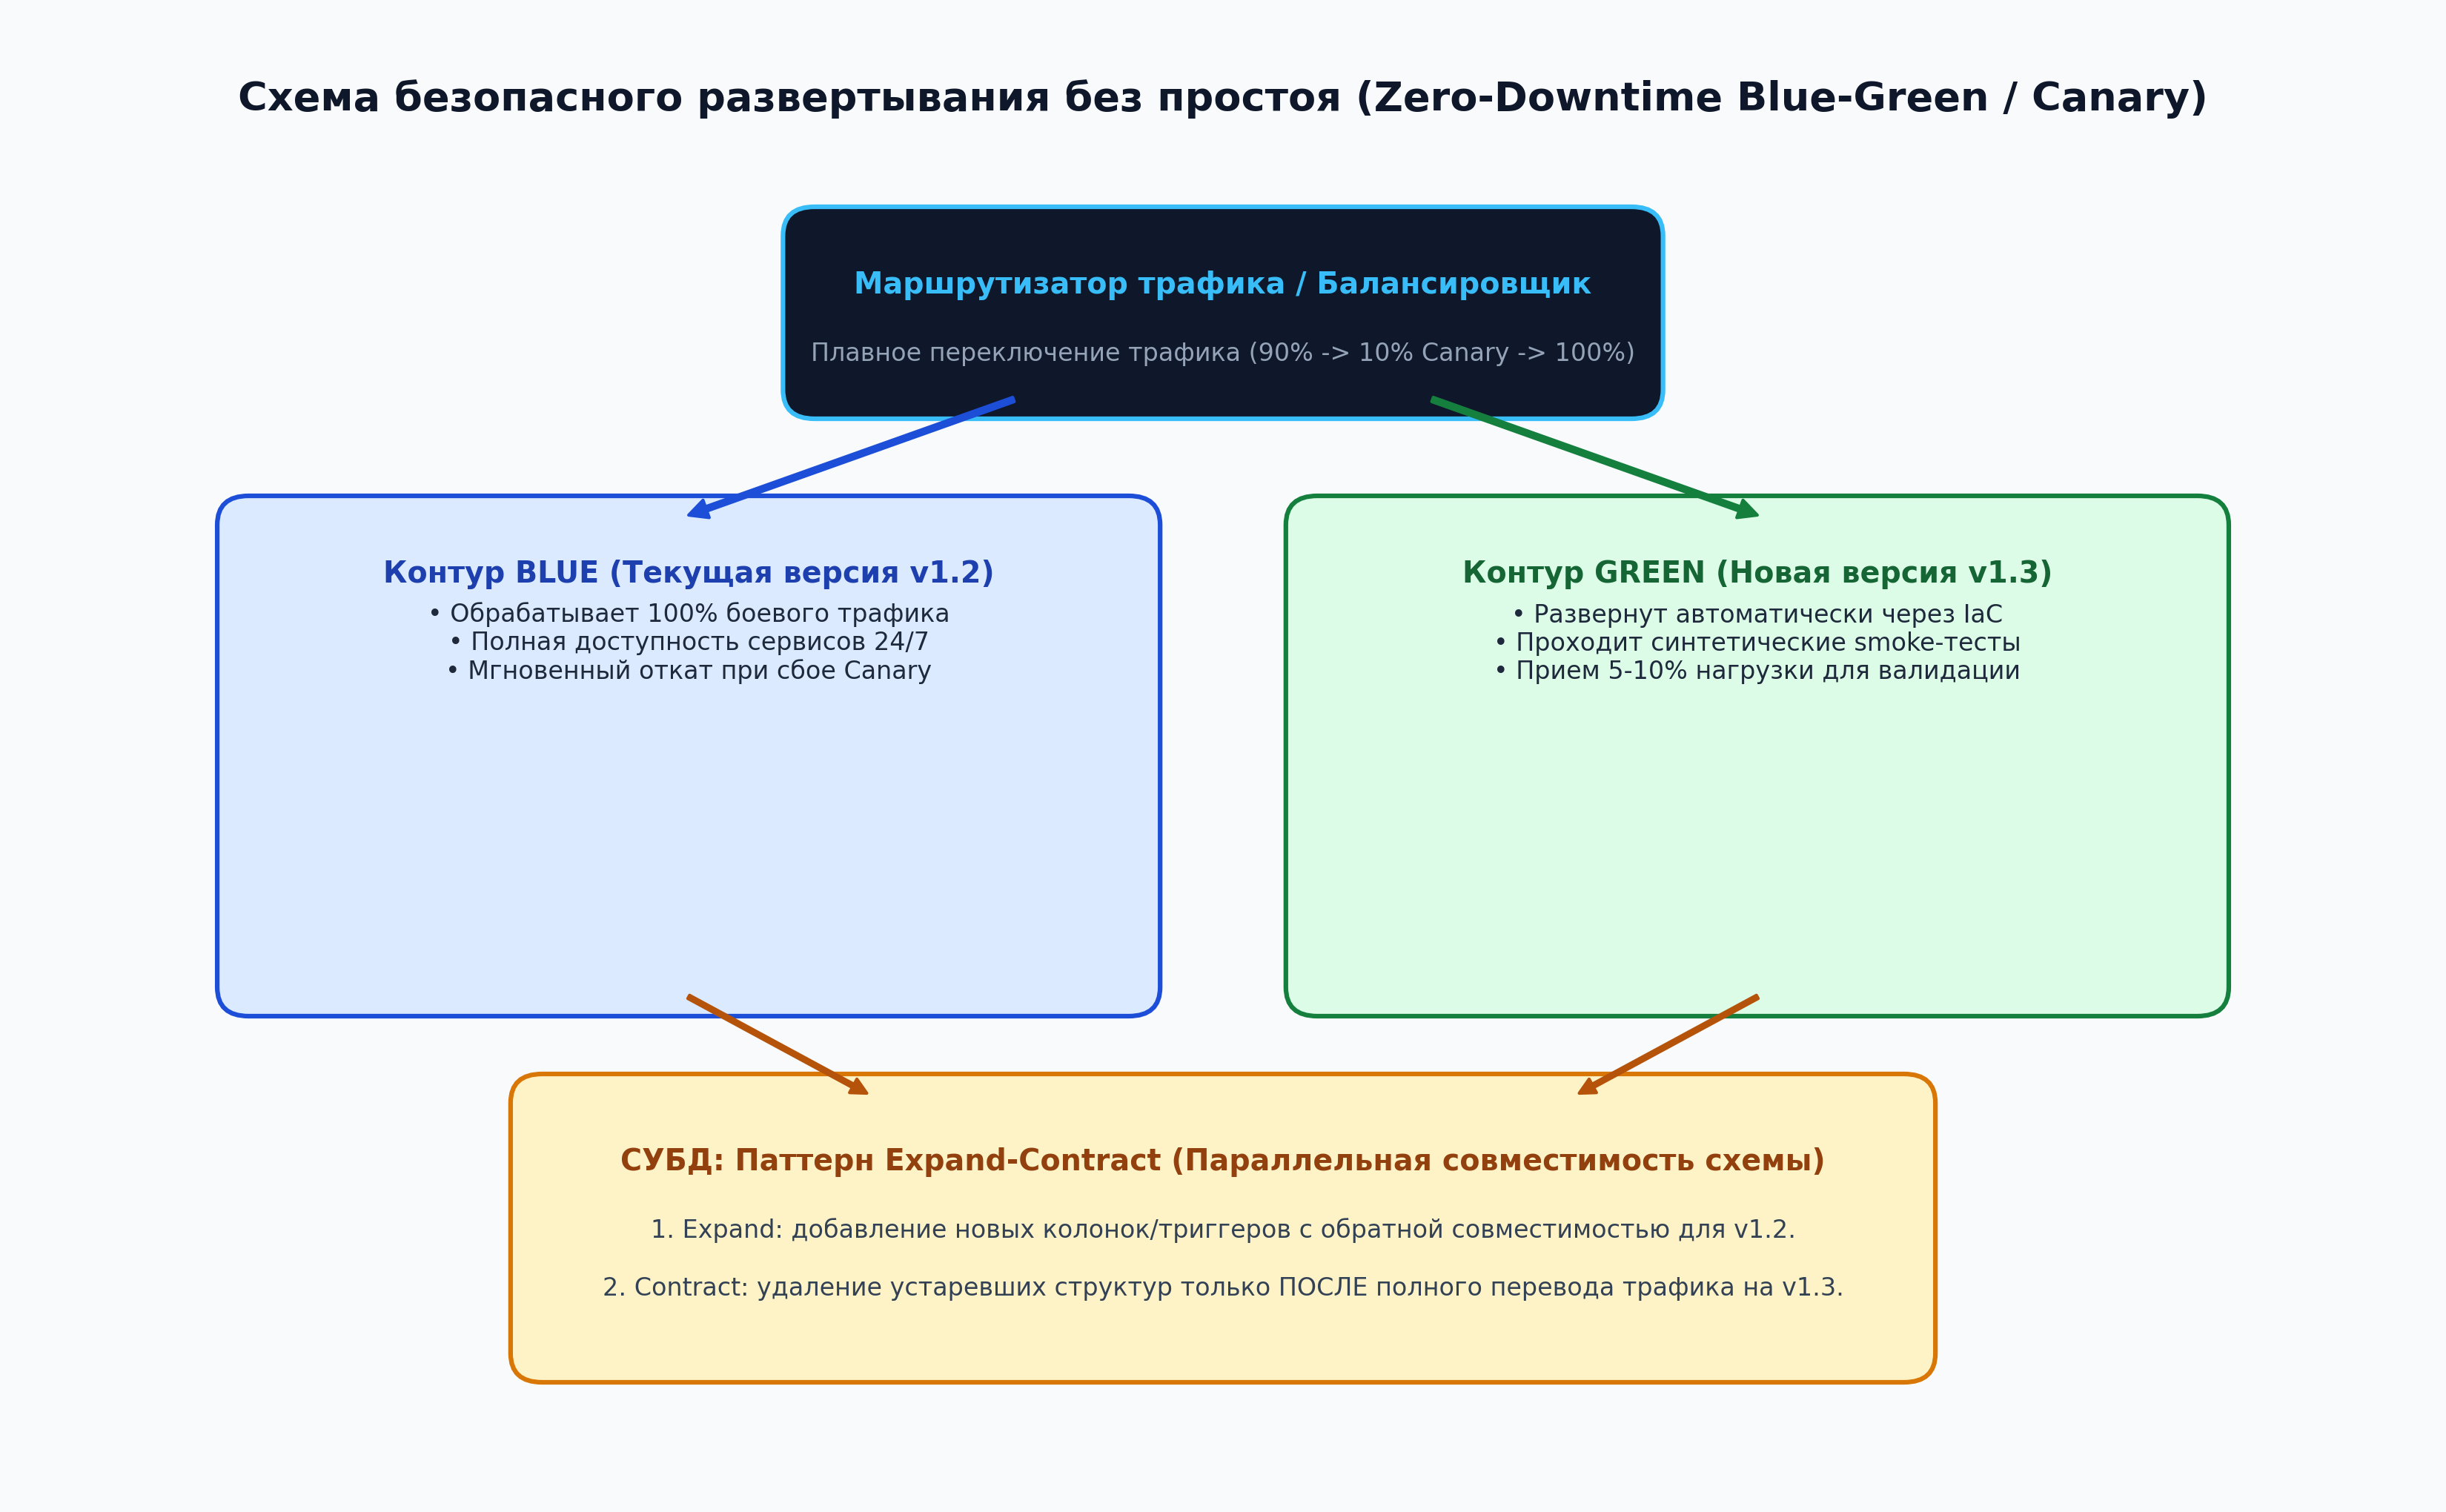 Схема безопасного развертывания без простоя (Zero-Downtime Blue-Green / Canary)
Маршрутизатор трафика / Балансировщик
Плавное переключение трафика (90% -> 10% Canary -> 100%)
Контур BLUE (Текущая версия v1.2)
• Обрабатывает 100% боевого трафика
• Полная доступность сервисов 24/7
• Мгновенный откат при сбое Canary
Контур GREEN (Новая версия v1.3)
• Развернут автоматически через IaC
• Проходит синтетические smoke-тесты
• Прием 5-10% нагрузки для валидации
СУБД: Паттерн Expand-Contract (Параллельная совместимость схемы)
1. Expand: добавление новых колонок/триггеров с обратной совместимостью для v1.2.
2. Contract: удаление устаревших структур только ПОСЛЕ полного перевода трафика на v1.3.